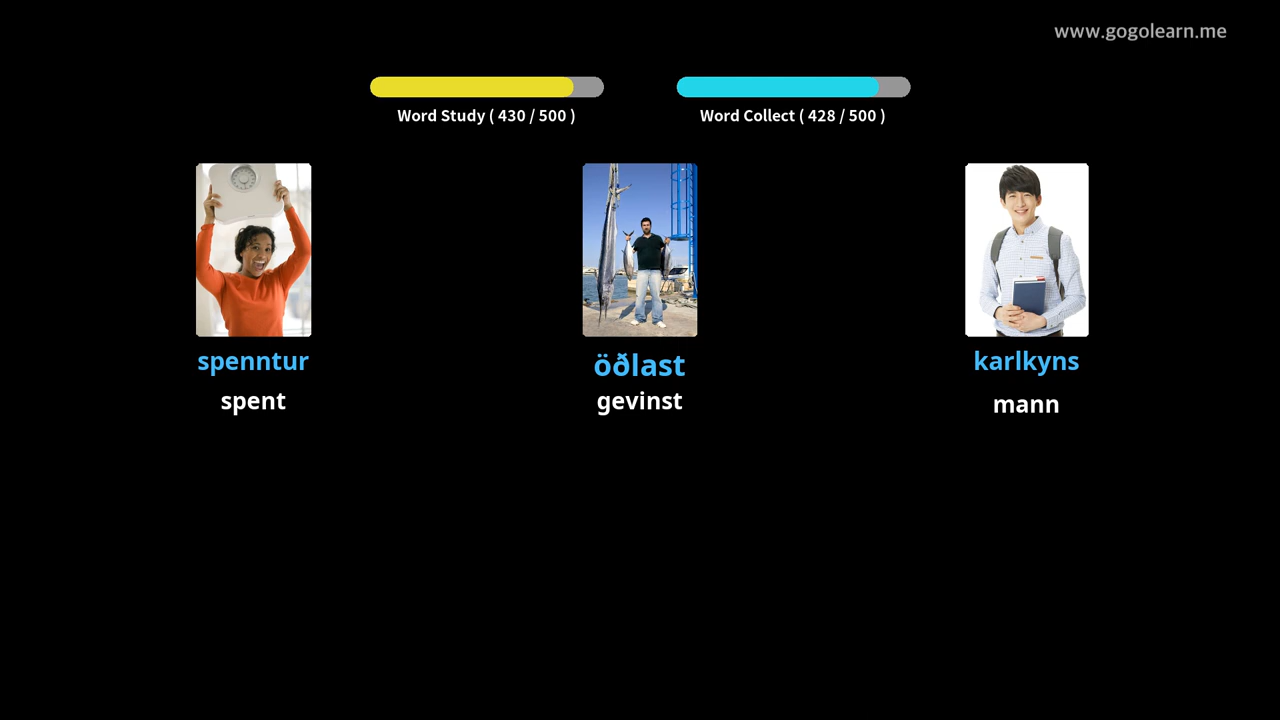 www.gogolearn.me
Word Study ( 430 / 500 )
Word Collect ( 428 / 500 )
spenntur
spent
öðlast
gevinst
karlkyns
mann